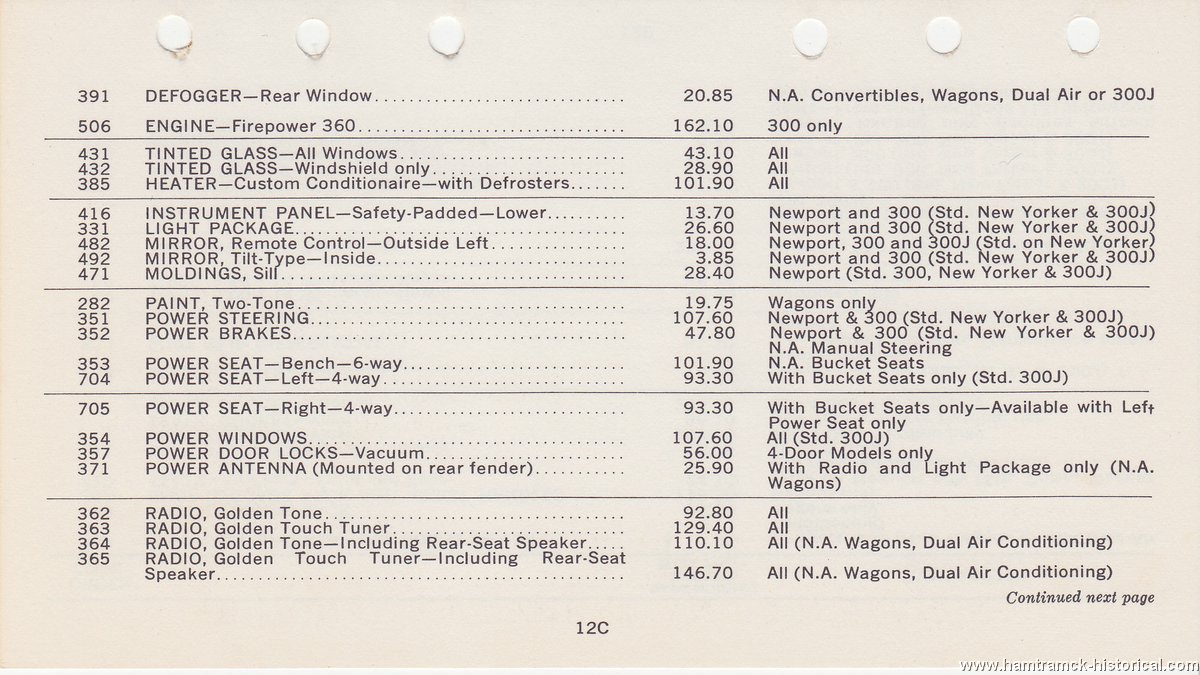 391 DEFOGGER—Rear Window.............................. 20.85 N.A. Convertibles, Wagons, Dual Air or 300J
506 ENGINE—Firepower 360................................ 162.10 300 only
431 TINTED GLASS—All Windows........................... 43.10 All
432 TINTED GLASS—Windshield only....................... 28.90 All
385 HEATER—Custom Conditionaire—with Defrosters....... 101.90 All
416 INSTRUMENT PANEL—Safety-Padded—Lower.......... 13.70 Newport and 300 (Std. New Yorker & 300J)
331 LIGHT PACKAGE....................................... 26.60 Newport and 300 (Std. New Yorker & 300J)
482 MIRROR, Remote Control—Outside Left................ 18.00 Newport, 300 and 300J (Std. on New Yorker)
492 MIRROR, Tilt-Type—Inside............................. 3.85 Newport and 300 (Std. New Yorker & 300J)
471 MOLDINGS, Sill......................................... 28.40 Newport (Std. 300, New Yorker & 300J)
282 PAINT, Two-Tone....................................... 19.75 Wagons only
351 POWER STEERING...................................... 107.60 Newport & 300 (Std. New Yorker & 300J)
352 POWER BRAKES........................................ 47.80 Newport & 300 (Std. New Yorker & 300J)
N.A. Manual Steering
353 POWER SEAT—Bench—6-way........................... 101.90 N.A. Bucket Seats
704 POWER SEAT—Left—4-way............................. 93.30 With Bucket Seats only (Std. 300J)
705 POWER SEAT—Right—4-way............................ 93.30 With Bucket Seats only—Available with Left
Power Seat only
354 POWER WINDOWS...................................... 107.60 All (Std. 300J)
357 POWER DOOR LOCKS—Vacuum........................ 56.00 4-Door Models only
371 POWER ANTENNA (Mounted on rear fender)........... 25.90 With Radio and Light Package only (N.A.
Wagons)
362 RADIO, Golden Tone.................................... 92.80 All
363 RADIO, Golden Touch Tuner............................ 129.40 All
364 RADIO, Golden Tone—Including Rear-Seat Speaker..... 110.10 All (N.A. Wagons, Dual Air Conditioning)
365 RADIO, Golden Touch Tuner—Including Rear-Seat
Speaker................................................. 146.70 All (N.A. Wagons, Dual Air Conditioning)
Continued next page
12C
www.hamtramck-historical.com